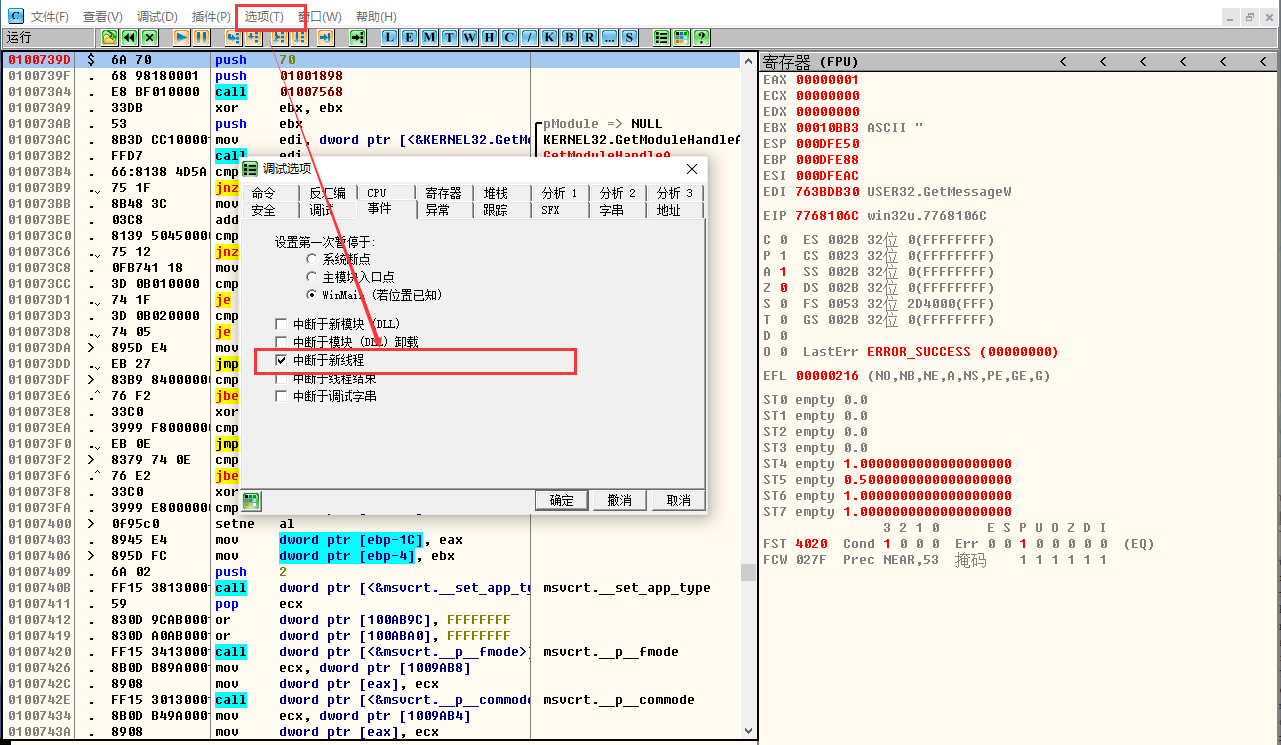 文件(F) 查看(V) 调试(D) 插件(P) 选项(T) 窗口(W) 帮助(H)
运行 L E M T W H C / K B R ... S ?
0100739D $ 6A 70 push 70
0100739F . 68 98180001 push 01001898
010073A4 . E8 BF010000 call 01007568
010073A9 . 33DB xor ebx, ebx
010073AB . 53 push ebx pModule => NULL
010073AC . 8B3D CC10000 mov edi, dword ptr [<&KERNEL32.GetM KERNEL32.GetModuleHandleA
010073B2 . FFD7 call edi GetModuleHandleA
010073B4 . 66:8138 4D5A cmp
010073B9 . 75 1F jnz
010073BB . 8B48 3C mov
010073BE . 03C8 add
010073C0 . 8139 50450000 cmp
010073C6 . 75 12 jnz
010073C8 . 0FB741 18 mov
010073CC . 3D 0B010000 cmp
010073D1 . 74 1F je
010073D3 . 3D 0B020000 cmp
010073D8 . 74 05 je
010073DA > 895D E4 mov
010073DD . EB 27 jmp
010073DF > 83B9 84000000 cmp
010073E6 .^ 76 F2 jbe
010073E8 . 33C0 xor
010073EA . 3999 F8000000 cmp
010073F0 . EB 0E jmp
010073F2 > 8379 74 0E cmp
010073F6 .^ 76 E2 jbe
010073F8 . 33C0 xor
010073FA . 3999 E8000000 cmp
01007400 > 0F95C0 setne al
01007403 . 8945 E4 mov dword ptr [ebp-1C], eax
01007406 > 895D FC mov dword ptr [ebp-4], ebx
01007409 . 6A 02 push 2
0100740B . FF15 38130001 call dword ptr [<&msvcrt.__set_app_ty msvcrt.__set_app_type
01007411 . 59 pop ecx
01007412 . 830D 9CAB000 or dword ptr [100AB9C], FFFFFFFF
01007419 . 830D A0AB000 or dword ptr [100ABA0], FFFFFFFF
01007420 . FF15 34130001 call dword ptr [<&msvcrt.__p__fmode>] msvcrt.__p__fmode
01007426 . 8B0D B89A000 mov ecx, dword ptr [1009AB8]
0100742C . 8908 mov dword ptr [eax], ecx
0100742E . FF15 30130001 call dword ptr [<&msvcrt.__p__commode msvcrt.__p__commode
01007434 . 8B0D B49A000 mov ecx, dword ptr [1009AB4]
0100743A . 8908 mov dword ptr [eax], ecx
调试选项
命令 反汇编 CPU 寄存器 堆栈 分析 1 分析 2 分析 3
安全 调试 事件 异常 跟踪 SFX 字串 地址
设置第一次暂停于:
系统断点
主模块入口点
WinMain (若位置已知)
中断于新模块 (DLL)
中断于模块 (DLL) 卸载
中断于新线程
中断于线程结束
中断于调试字串
确定 撤消 取消
寄存器 (FPU) < < < < < <
EAX 00000001
ECX 00000000
EDX 00000000
EBX 00010BB3 ASCII "
ESP 000DFE50
EBP 000DFE88
ESI 000DFEAC
EDI 763BDB30 USER32.GetMessageW
EIP 7768106C win32u.7768106C
C 0 ES 002B 32位 0(FFFFFFFF)
P 1 CS 0023 32位 0(FFFFFFFF)
A 1 SS 002B 32位 0(FFFFFFFF)
Z 0 DS 002B 32位 0(FFFFFFFF)
S 0 FS 0053 32位 2D4000(FFF)
T 0 GS 002B 32位 0(FFFFFFFF)
D 0
O 0 LastErr ERROR_SUCCESS (00000000)
EFL 00000216 (NO,NB,NE,A,NS,PE,GE,G)
ST0 empty 0.0
ST1 empty 0.0
ST2 empty 0.0
ST3 empty 0.0
ST4 empty 1.0000000000000000000
ST5 empty 0.5000000000000000000
ST6 empty 1.0000000000000000000
ST7 empty 1.0000000000000000000
3 2 1 0 E S P U O Z D I
FST 4020 Cond 1 0 0 0 Err 0 0 1 0 0 0 0 0 (EQ)
FCW 027F Prec NEAR,53 掩码 1 1 1 1 1 1